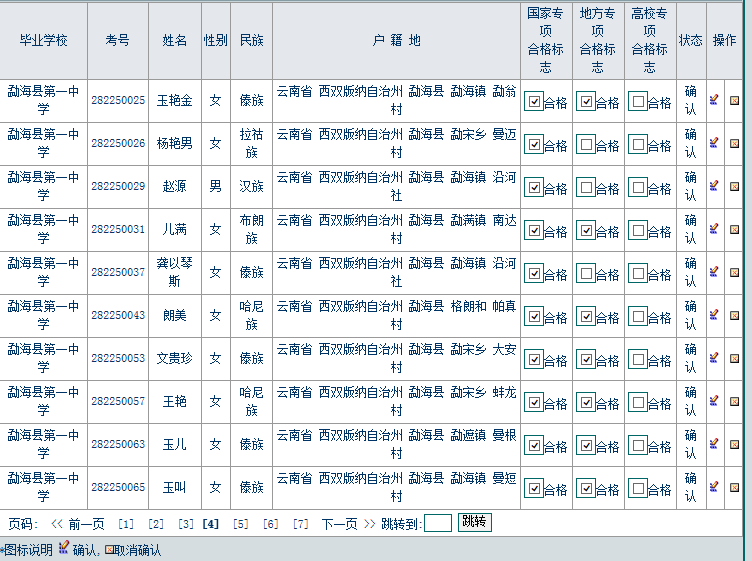 毕业学校 考号 姓名 性别 民族 户 籍 地 国家专项合格标志 地方专项合格标志 高校专项合格标志 状态 操作
勐海县第一中学 282250025 玉艳金 女 傣族 云南省 西双版纳自治州 勐海县 勐海镇 勐翁村 合格 合格 合格 确认
勐海县第一中学 282250026 杨艳男 女 拉祜族 云南省 西双版纳自治州 勐海县 勐宋乡 曼迈村 合格 合格 合格 确认
勐海县第一中学 282250029 赵源 男 汉族 云南省 西双版纳自治州 勐海县 勐海镇 沿河社 合格 合格 合格 确认
勐海县第一中学 282250031 儿满 女 布朗族 云南省 西双版纳自治州 勐海县 勐满镇 南达村 合格 合格 合格 确认
勐海县第一中学 282250037 龚以琴斯 女 傣族 云南省 西双版纳自治州 勐海县 勐海镇 沿河社 合格 合格 合格 确认
勐海县第一中学 282250043 朗美 女 哈尼族 云南省 西双版纳自治州 勐海县 格朗和 帕真村 合格 合格 合格 确认
勐海县第一中学 282250053 文贵珍 女 傣族 云南省 西双版纳自治州 勐海县 勐宋乡 大安村 合格 合格 合格 确认
勐海县第一中学 282250057 王艳 女 哈尼族 云南省 西双版纳自治州 勐海县 勐宋乡 蚌龙村 合格 合格 合格 确认
勐海县第一中学 282250063 玉儿 女 傣族 云南省 西双版纳自治州 勐海县 勐遮镇 曼根村 合格 合格 合格 确认
勐海县第一中学 282250065 玉叫 女 傣族 云南省 西双版纳自治州 勐海县 勐海镇 曼短村 合格 合格 合格 确认
页码: << 前一页 [1] [2] [3] [4] [5] [6] [7] 下一页 >> 跳转到: 跳转
*图标说明 确认, 取消确认